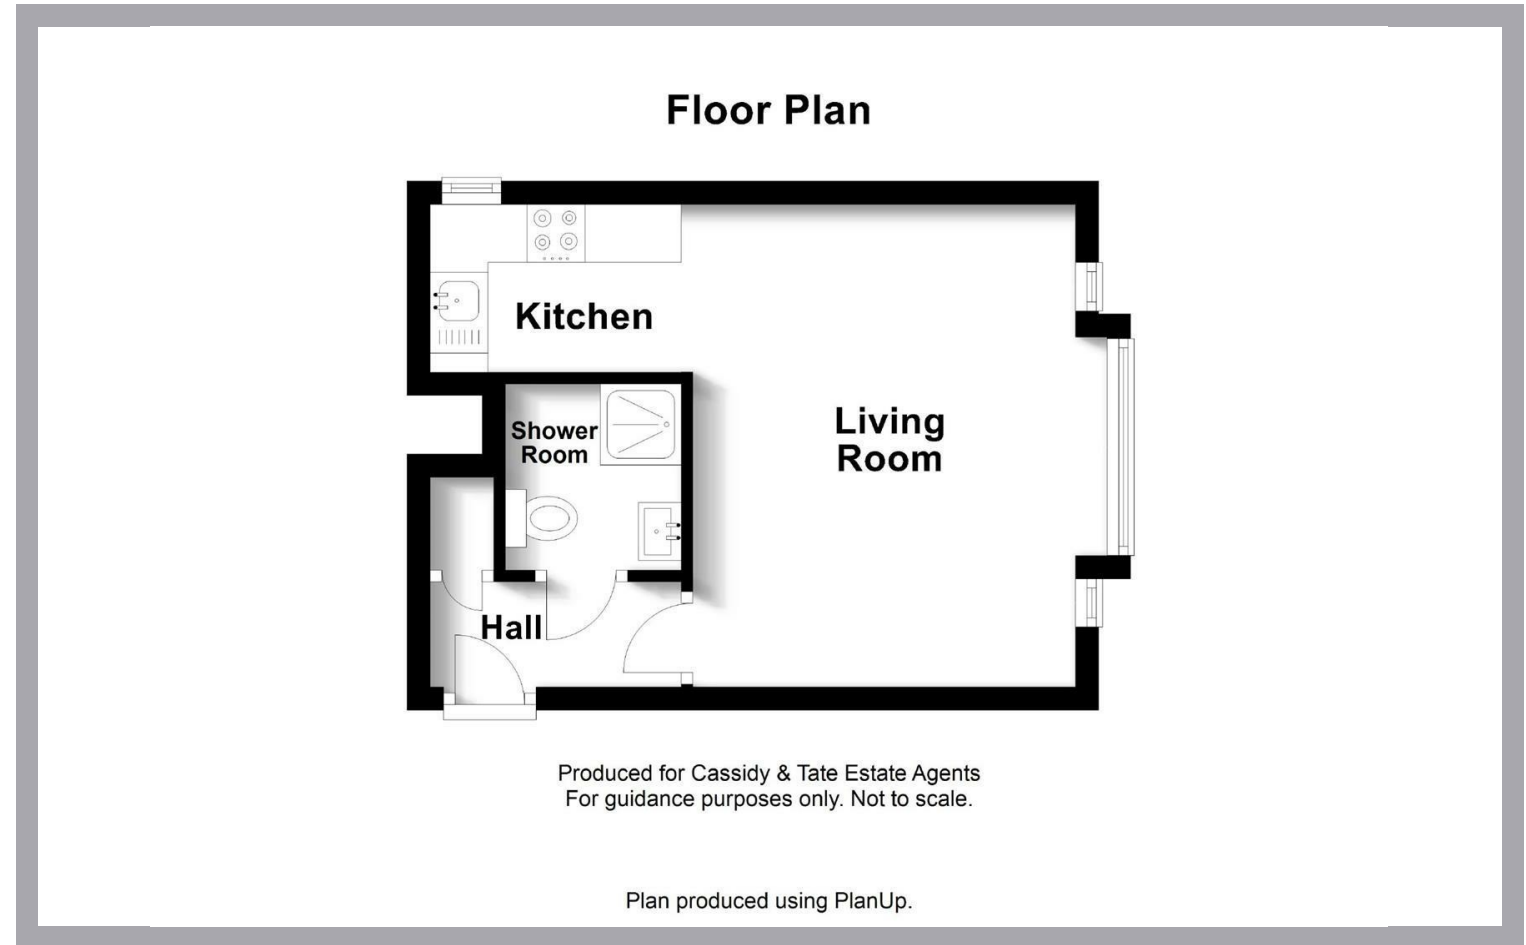 Floor Plan
Kitchen
Shower
Room
Living
Room
Hall
Produced for Cassidy & Tate Estate Agents
For guidance purposes only. Not to scale.
Plan produced using PlanUp.